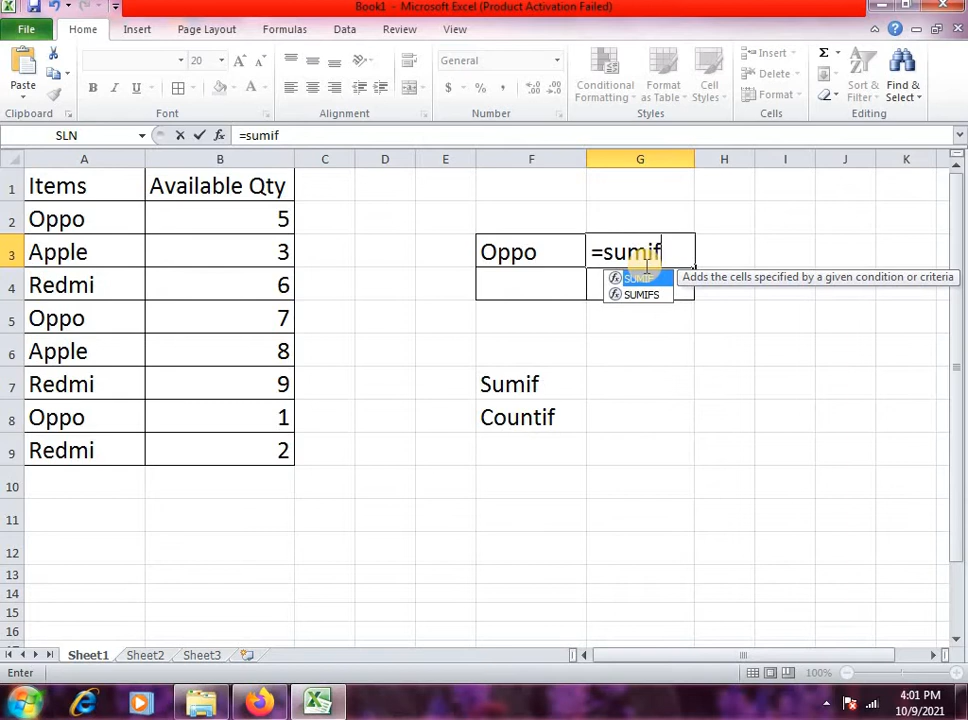 Book1 - Microsoft Excel (Product Activation Failed)
File Home Insert Page Layout Formulas Data Review View
20 A A General Insert Σ
Paste B I U $ % , Conditional Formatting Format as Table Cell Styles Delete Format Sort & Filter Find & Select
Clipboard Font Alignment Number Styles Cells Editing
SLN fx =sumif
A B C D E F G H I J K
1 Items Available Qty
2 Oppo 5
3 Apple 3 Oppo =sumif
4 Redmi 6 SUMIF Adds the cells specified by a given condition or criteria
SUMIFS
5 Oppo 7
6 Apple 8
7 Redmi 9 Sumif
8 Oppo 1 Countif
9 Redmi 2
10
11
12
13
14
15
16
Sheet1 Sheet2 Sheet3
Enter 100%
4:01 PM
10/9/2021